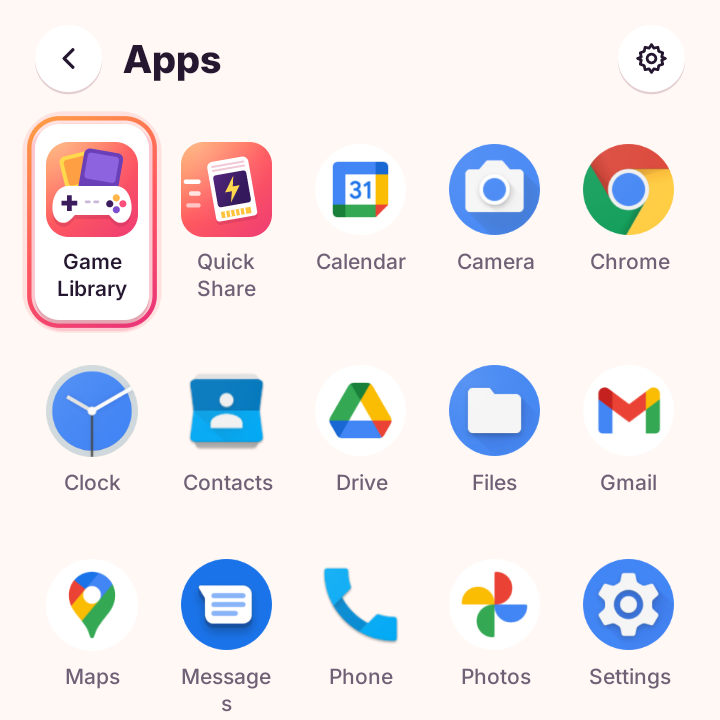 Apps
Game
Library
Quick
Share
31
Calendar
Camera
Chrome
Clock
Contacts
Drive
Files
Gmail
Maps
Message
s
Phone
Photos
Settings